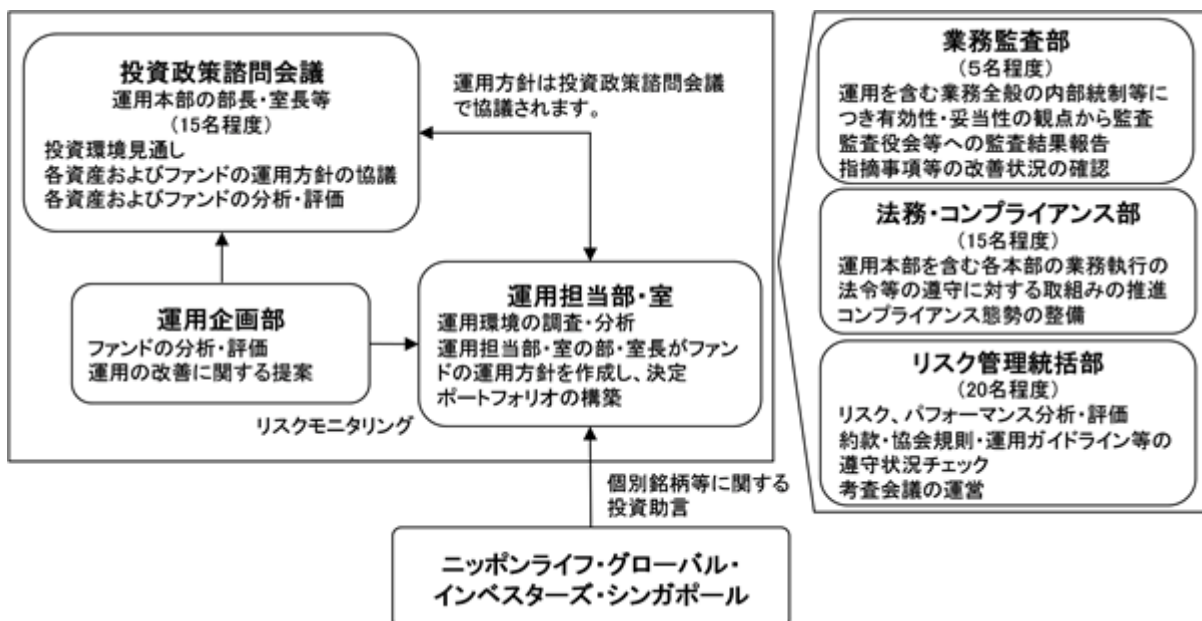 投資政策諮問会議
運用本部の部長・室長等
(15名程度)
投資環境見通し
各資産およびファンドの運用方針の協議
各資産およびファンドの分析・評価
運用方針は投資政策諮問会議
で協議されます。
運用企画部
ファンドの分析・評価
運用の改善に関する提案
リスクモニタリング
運用担当部・室
運用環境の調査・分析
運用担当部・室の部・室長がファン
ドの運用方針を作成し、決定
ポートフォリオの構築
個別銘柄等に関する
投資助言
ニッポンライフ・グローバル・
インベスターズ・シンガポール
業務監査部
(5名程度)
運用を含む業務全般の内部統制等に
つき有効性・妥当性の観点から監査
監査役会等への監査結果報告
指摘事項等の改善状況の確認
法務・コンプライアンス部
(15名程度)
運用本部を含む各本部の業務執行の
法令等の遵守に対する取組みの推進
コンプライアンス態勢の整備
リスク管理統括部
(20名程度)
リスク、パフォーマンス分析・評価
約款・協会規則・運用ガイドライン等の
遵守状況チェック
考査会議の運営